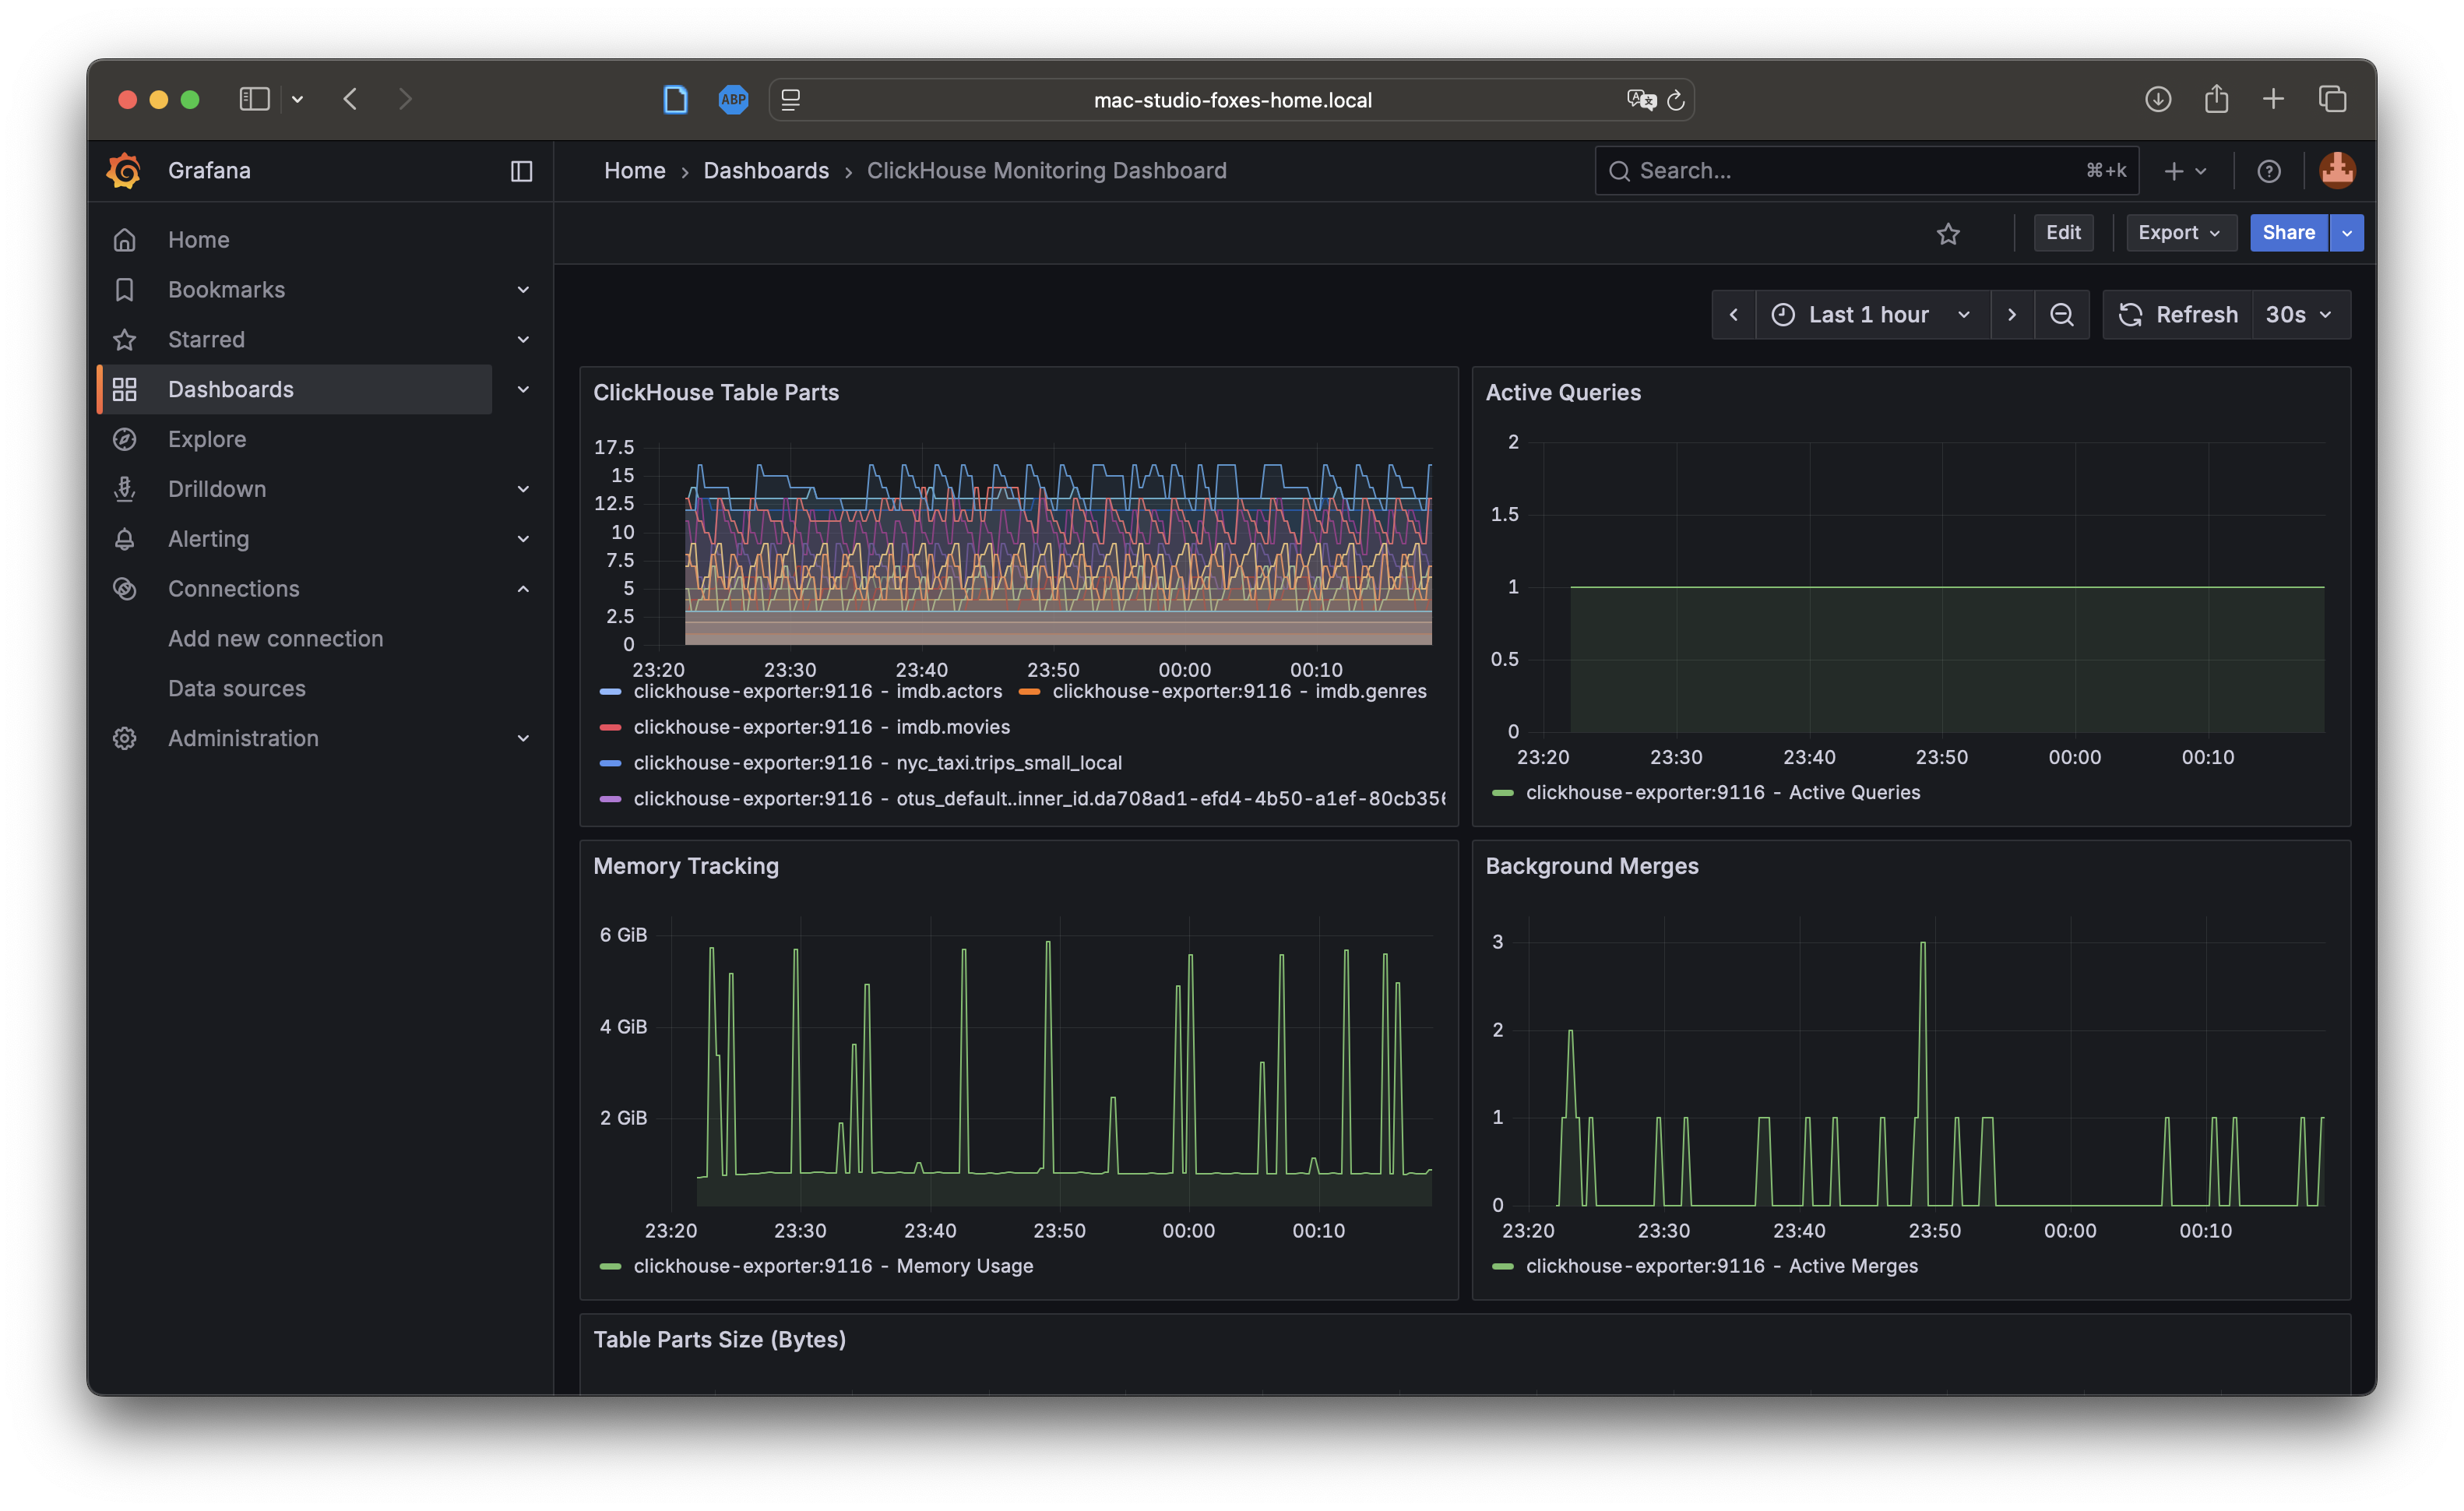 ABP
mac-studio-foxes-home.local
Grafana
Home › Dashboards › ClickHouse Monitoring Dashboard
Search...
⌘+k
Edit
Export
Share
Home
Bookmarks
Starred
Dashboards
Explore
Drilldown
Alerting
Connections
Add new connection
Data sources
Administration
Last 1 hour
Refresh
30s
ClickHouse Table Parts
17.5
15
12.5
10
7.5
5
2.5
0
23:20 23:30 23:40 23:50 00:00 00:10
clickhouse-exporter:9116 - imdb.actors clickhouse-exporter:9116 - imdb.genres
clickhouse-exporter:9116 - imdb.movies
clickhouse-exporter:9116 - nyc_taxi.trips_small_local
clickhouse-exporter:9116 - otus_default..inner_id.da708ad1-efd4-4b50-a1ef-80cb356
Active Queries
2
1.5
1
0.5
0
23:20 23:30 23:40 23:50 00:00 00:10
clickhouse-exporter:9116 - Active Queries
Memory Tracking
6 GiB
4 GiB
2 GiB
23:20 23:30 23:40 23:50 00:00 00:10
clickhouse-exporter:9116 - Memory Usage
Background Merges
3
2
1
0
23:20 23:30 23:40 23:50 00:00 00:10
clickhouse-exporter:9116 - Active Merges
Table Parts Size (Bytes)